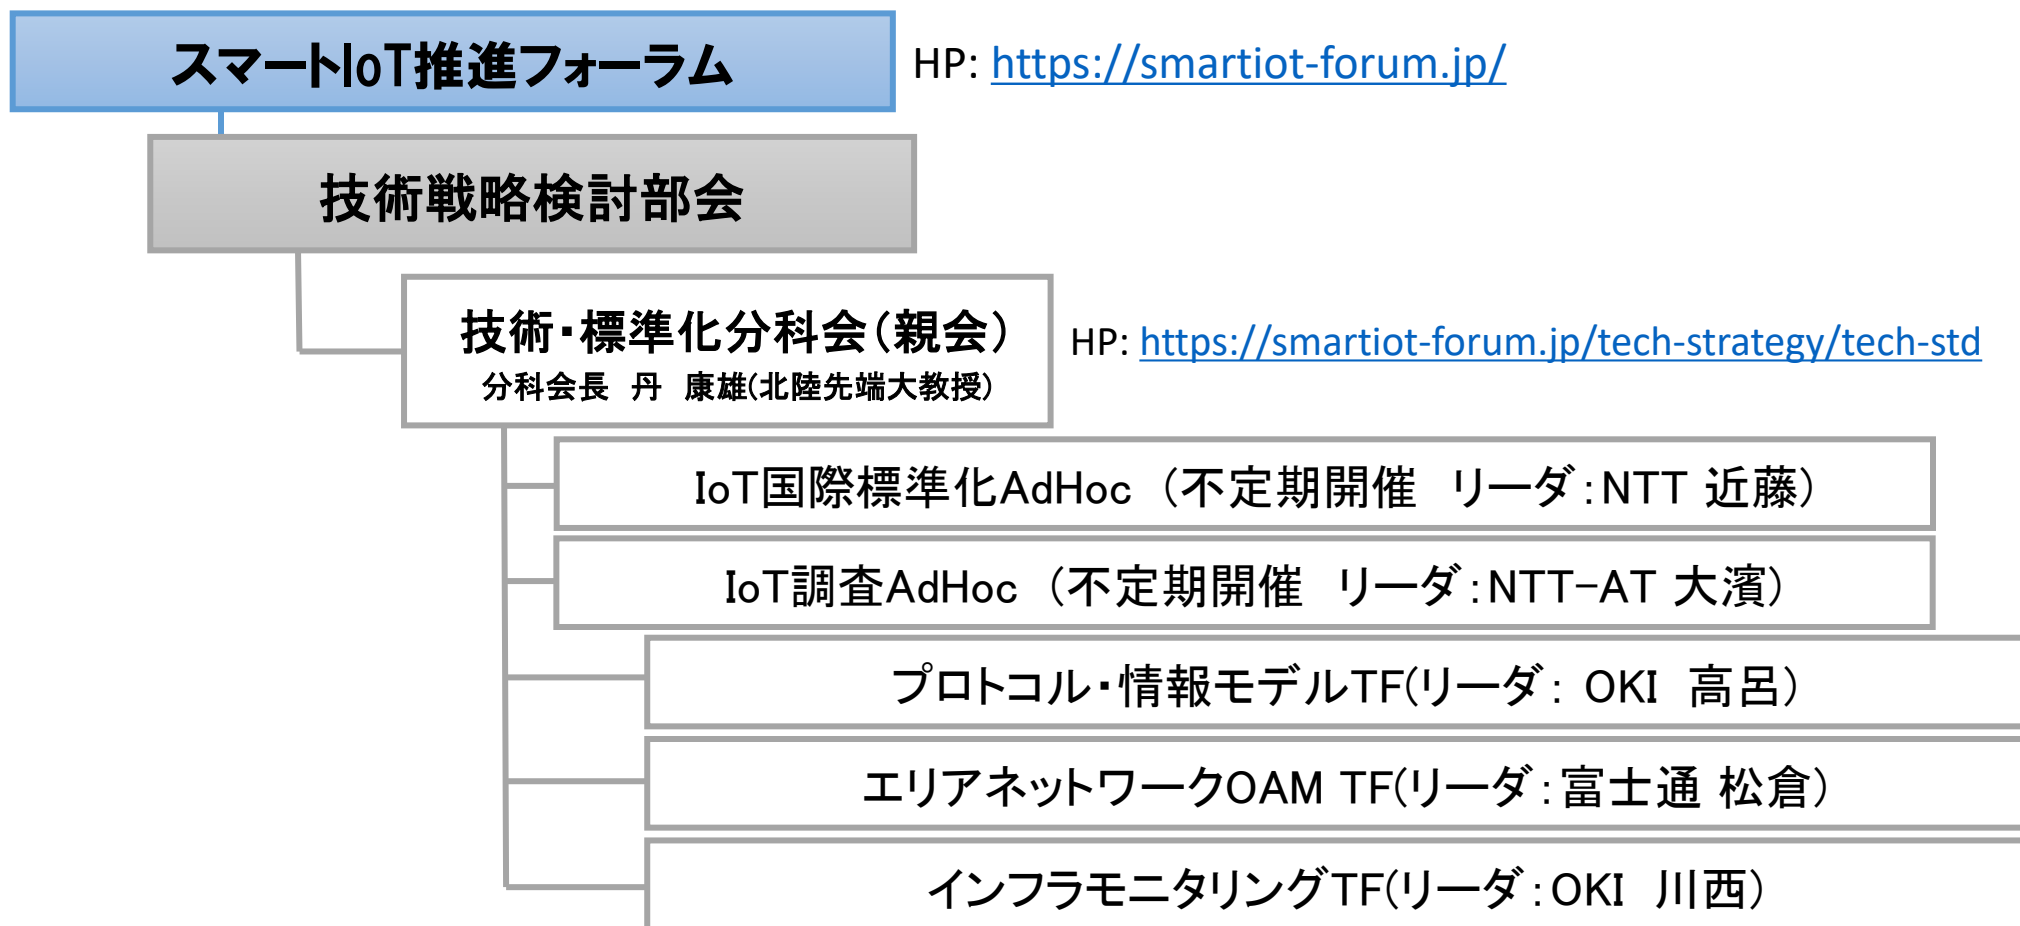 スマートIoT推進フォーラム
HP: https://smartiot-forum.jp/
技術戦略検討部会
技術・標準化分科会(親会)
分科会長　丹　康雄(北陸先端大教授)
HP: https://smartiot-forum.jp/tech-strategy/tech-std
IoT国際標準化AdHoc （不定期開催　リーダ：NTT 近藤）
IoT調査AdHoc （不定期開催　リーダ：NTT-AT 大濱）
プロトコル・情報モデルTF(リーダ： OKI　高呂）
エリアネットワークOAM TF(リーダ：富士通 松倉）
インフラモニタリングTF(リーダ：OKI　川西）